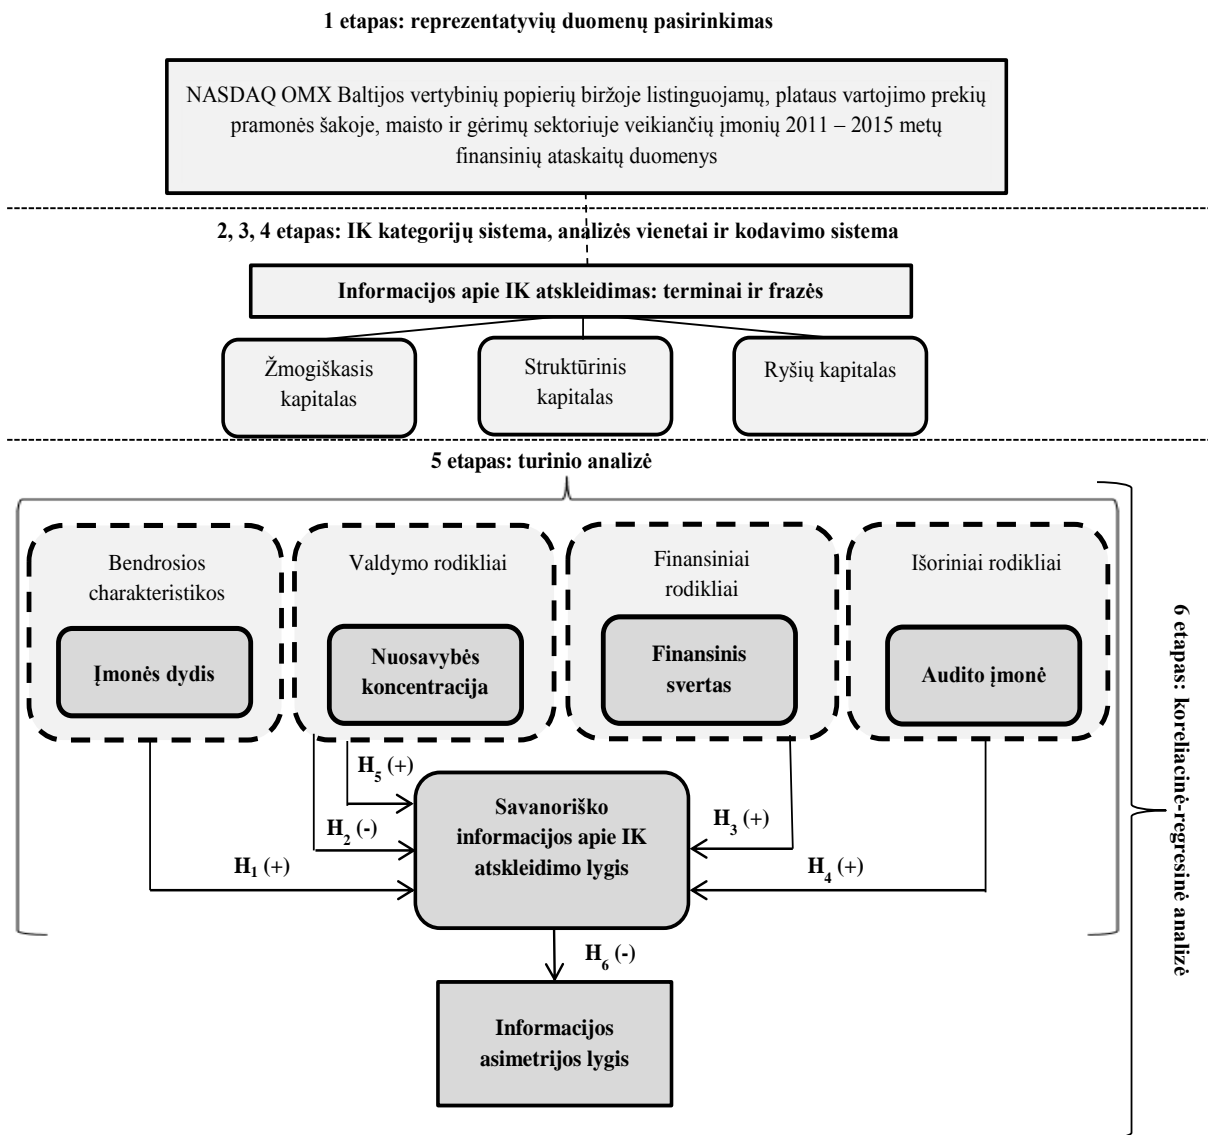 1 etapas: reprezentatyvių duomenų pasirinkimas
NASDAQ OMX Baltijos vertybinių popierių biržoje listinguojamų, plataus vartojimo prekių
pramonės šakoje, maisto ir gėrimų sektoriuje veikiančių įmonių 2011 – 2015 metų
finansinių ataskaitų duomenys
2, 3, 4 etapas: IK kategorijų sistema, analizės vienetai ir kodavimo sistema
Informacijos apie IK atskleidimas: terminai ir frazės
Žmogiškasis
kapitalas
Struktūrinis
kapitalas
Ryšių kapitalas
5 etapas: turinio analizė
Bendrosios
charakteristikos
Įmonės dydis
Valdymo rodikliai
Nuosavybės
koncentracija
Finansiniai
rodikliai
Finansinis
svertas
Išoriniai rodikliai
Audito įmonė
6 etapas: koreliacinė-regresinė analizė
H5 (+)
H2 (-)
H1 (+)
Savanoriško
informacijos apie IK
atskleidimo lygis
H3 (+)
H4 (+)
H6 (-)
Informacijos
asimetrijos lygis